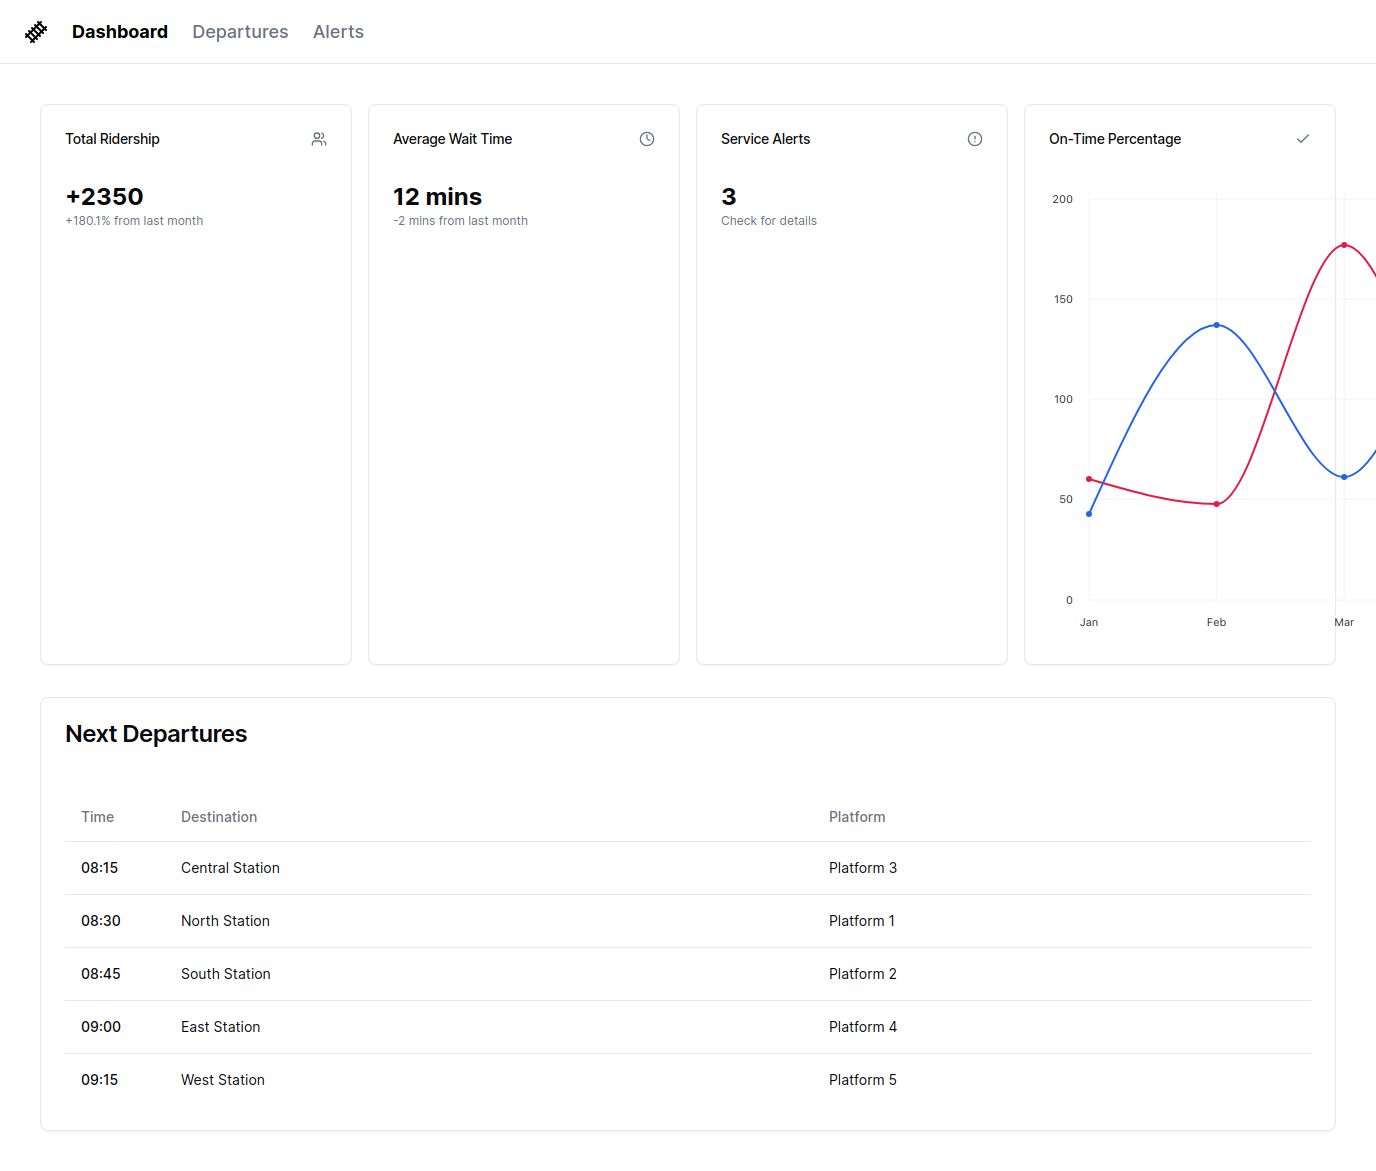 Dashboard Departures Alerts
Total Ridership
+2350
+180.1% from last month
Average Wait Time
12 mins
-2 mins from last month
Service Alerts
3
Check for details
On-Time Percentage
200
150
100
50
0
Jan Feb Mar
Next Departures
Time Destination Platform
08:15 Central Station Platform 3
08:30 North Station Platform 1
08:45 South Station Platform 2
09:00 East Station Platform 4
09:15 West Station Platform 5